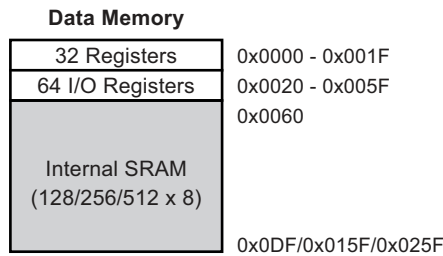 Data Memory
32 Registers 0x0000 - 0x001F
64 I/O Registers 0x0020 - 0x005F
0x0060
Internal SRAM
(128/256/512 x 8)
0x0DF/0x015F/0x025F